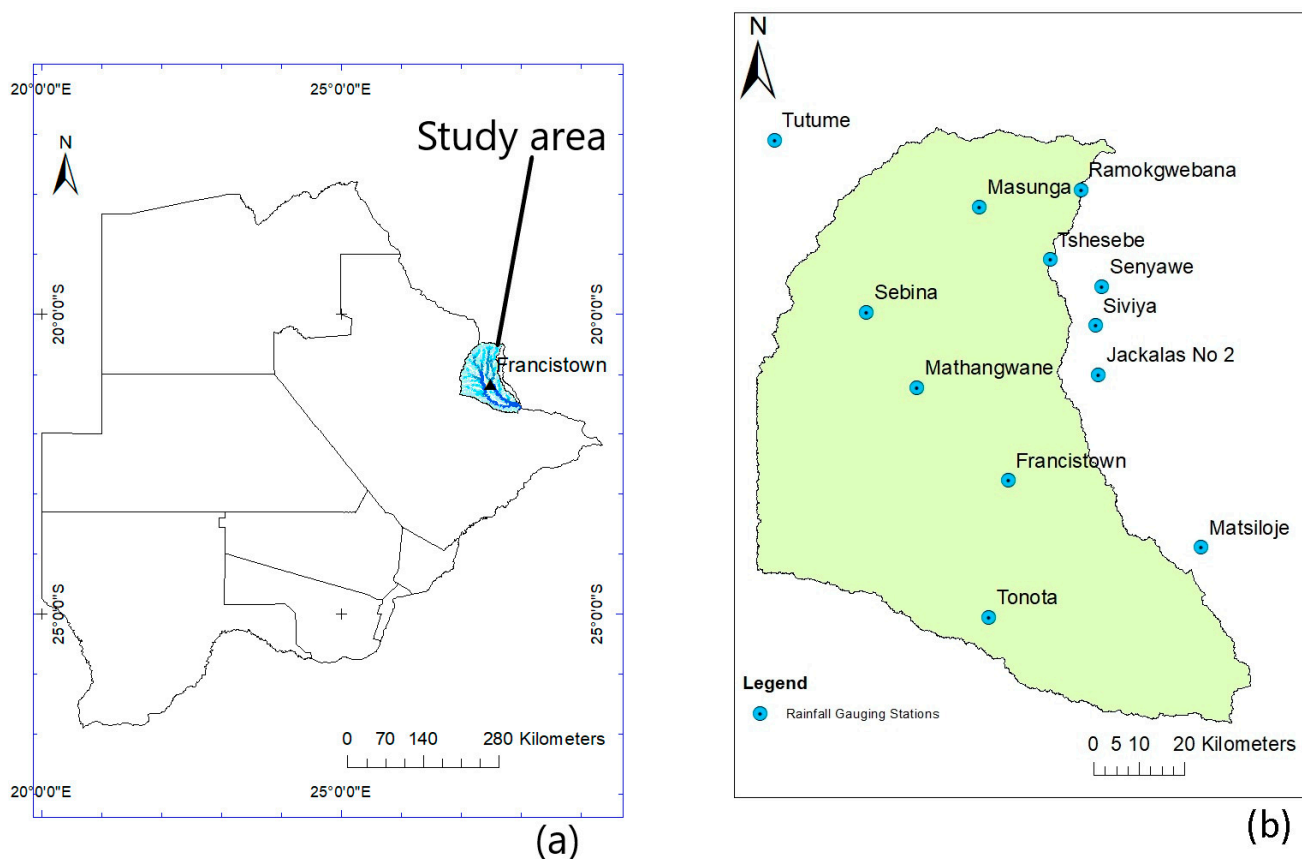 20°0'0"E
25°0'0"E
N
Study area
20°0'0"S
20°0'0"S
Francistown
25°0'0"S
25°0'0"S
0 70 140 280 Kilometers
20°0'0"E
25°0'0"E
(a)
N
Tutume
Ramokgwebana
Masunga
Tshesebe
Senyawe
Sebina
Siviya
Jackalas No 2
Mathangwane
Francistown
Matsiloje
Tonota
Legend
Rainfall Gauging Stations
0 5 10 20 Kilometers
(b)